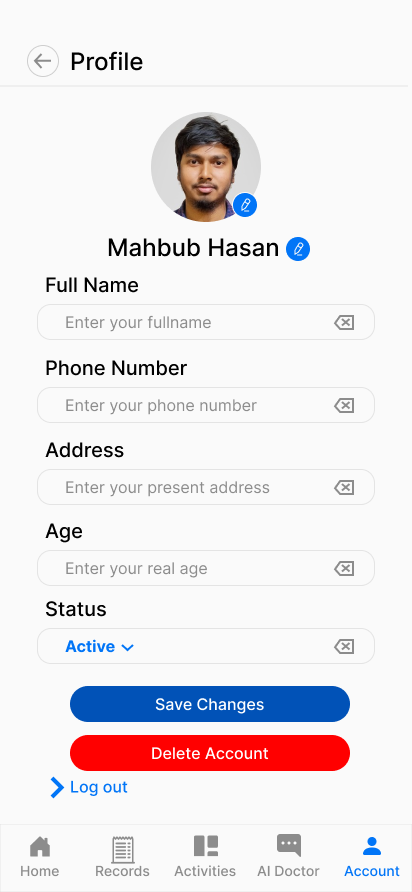 Profile
Mahbub Hasan
Full Name
Enter your fullname
Phone Number
Enter your phone number
Address
Enter your present address
Age
Enter your real age
Status
Active
Save Changes
Delete Account
Log out
Home Records Activities AI Doctor Account